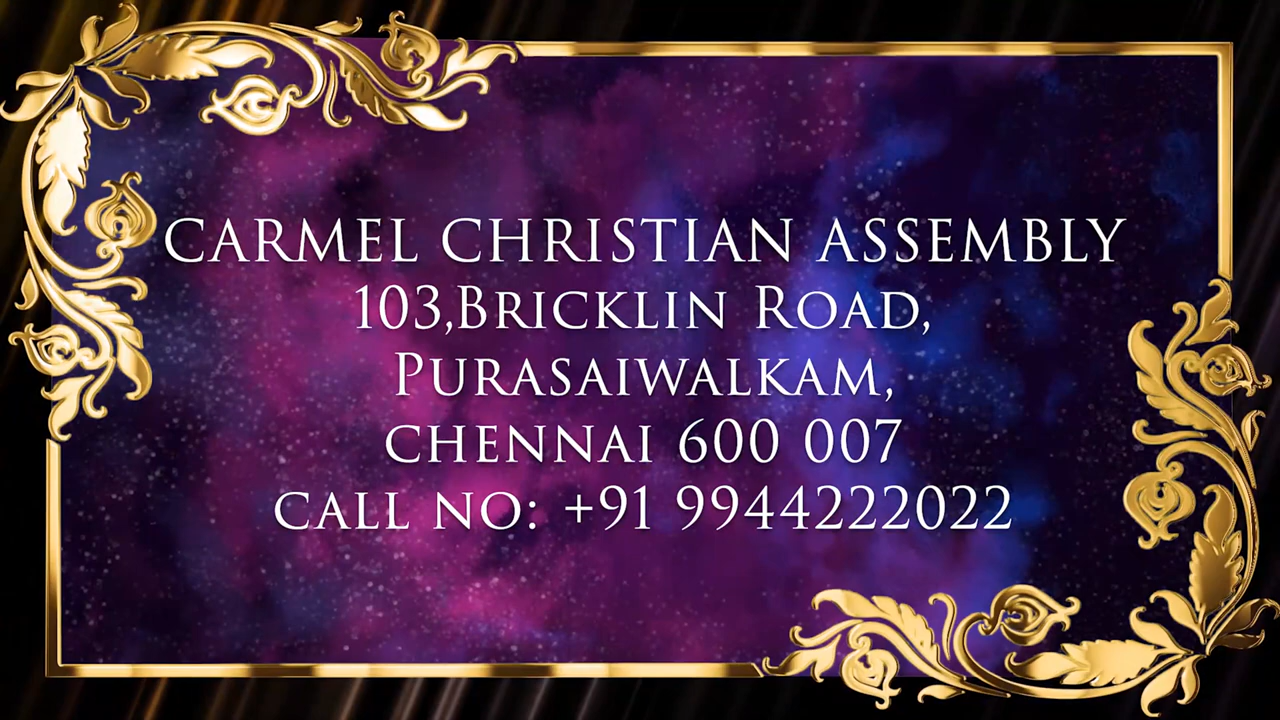 CARMEL CHRISTIAN ASSEMBLY
103,Bricklin Road,
Purasaiwalkam,
chennai 600 007
call no: +91 9944222022